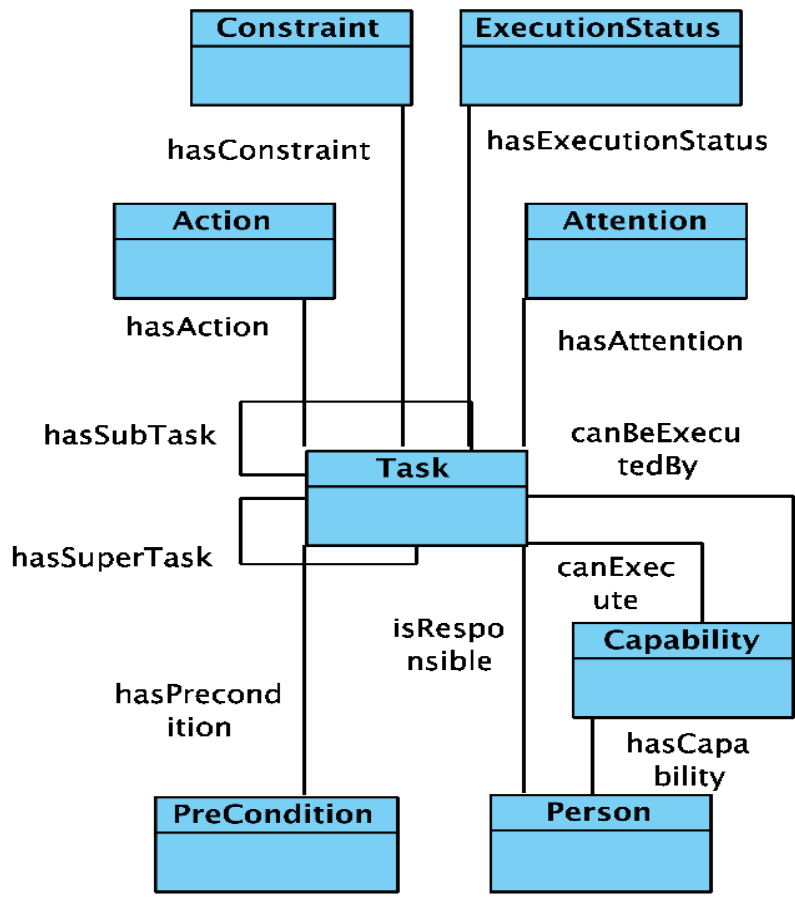 Constraint
ExecutionStatus
hasConstraint
hasExecutionStatus
Action
Attention
hasAction
hasAttention
hasSubTask
canBeExecu
tedBy
Task
hasSuperTask
canExec
ute
isRespo
nsible
Capability
hasPrecond
ition
hasCapa
bility
PreCondition
Person